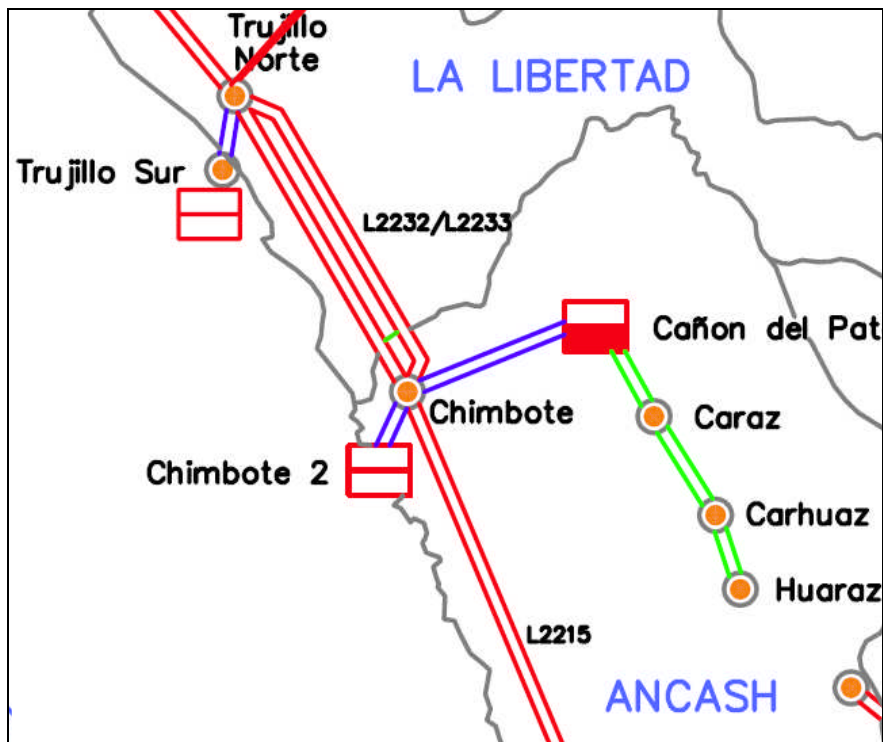 Trujillo
Norte
LA LIBERTAD
Trujillo Sur
L2232/L2233
Cañon del Pat
Chimbote
Caraz
Chimbote 2
Carhuaz
Huaraz
L2215
ANCASH